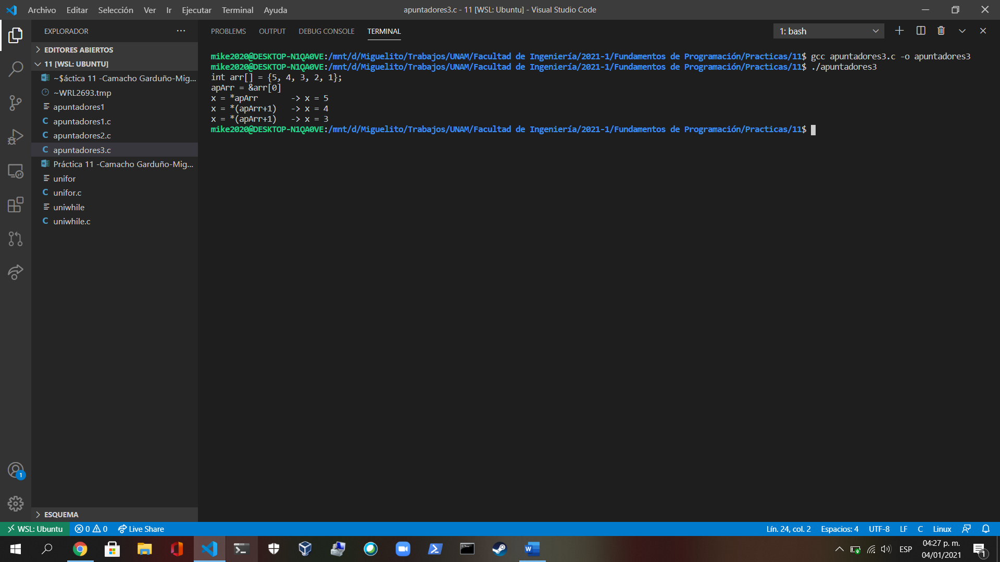 Archivo Editar Selección Ver Ir Ejecutar Terminal Ayuda
apuntadores3.c - 11 [WSL: Ubuntu] - Visual Studio Code
EXPLORADOR
EDITORES ABIERTOS
11 [WSL: UBUNTU]
~$áctica 11 -Camacho Garduño-Mig...
~WRL2693.tmp
apuntadores1
C apuntadores1.c
C apuntadores2.c
C apuntadores3.c
Práctica 11 -Camacho Garduño-Mig...
unifor
C unifor.c
uniwhile
C uniwhile.c
1
ESQUEMA
PROBLEMS OUTPUT DEBUG CONSOLE TERMINAL
1: bash
mike2020@DESKTOP-N1QA0VE:/mnt/d/Miguelito/Trabajos/UNAM/Facultad de Ingeniería/2021-1/Fundamentos de Programación/Practicas/11$ gcc apuntadores3.c -o apuntadores3
mike2020@DESKTOP-N1QA0VE:/mnt/d/Miguelito/Trabajos/UNAM/Facultad de Ingeniería/2021-1/Fundamentos de Programación/Practicas/11$ ./apuntadores3
int arr[] = {5, 4, 3, 2, 1};
apArr = &arr[0]
x = *apArr -> x = 5
x = *(apArr+1) -> x = 4
x = *(apArr+1) -> x = 3
mike2020@DESKTOP-N1QA0VE:/mnt/d/Miguelito/Trabajos/UNAM/Facultad de Ingeniería/2021-1/Fundamentos de Programación/Practicas/11$
WSL: Ubuntu 0 0 Live Share
Lín. 24, col. 2 Espacios: 4 UTF-8 LF C Linux
ESP
04:27 p. m.
04/01/2021
1